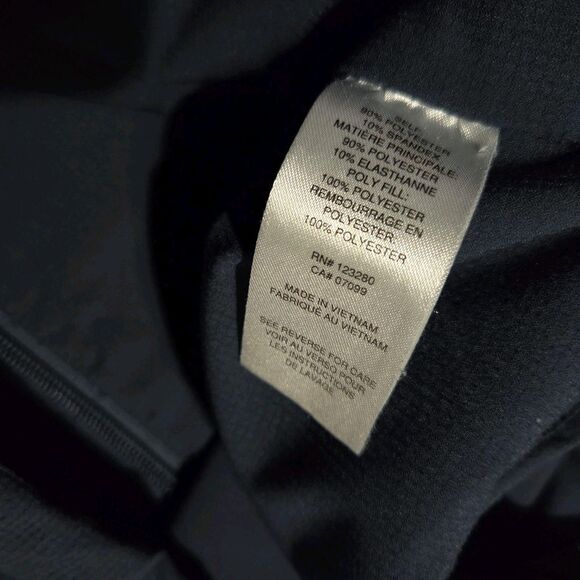 SELF:
90% POLYESTER
10% SPANDEX
MATIÈRE PRINCIPALE:
90% POLYESTER
10% ELASTHANNE
POLY FILL:
100% POLYESTER
REMBOURRAGE EN
POLYESTER:
100% POLYESTER
RN# 123280
CA# 07099
MADE IN VIETNAM
FABRIQUÉ AU VIETNAM
SEE REVERSE FOR CARE
VOIR AU VERSO POUR
LES INSTRUCTIONS
DE LAVAGE